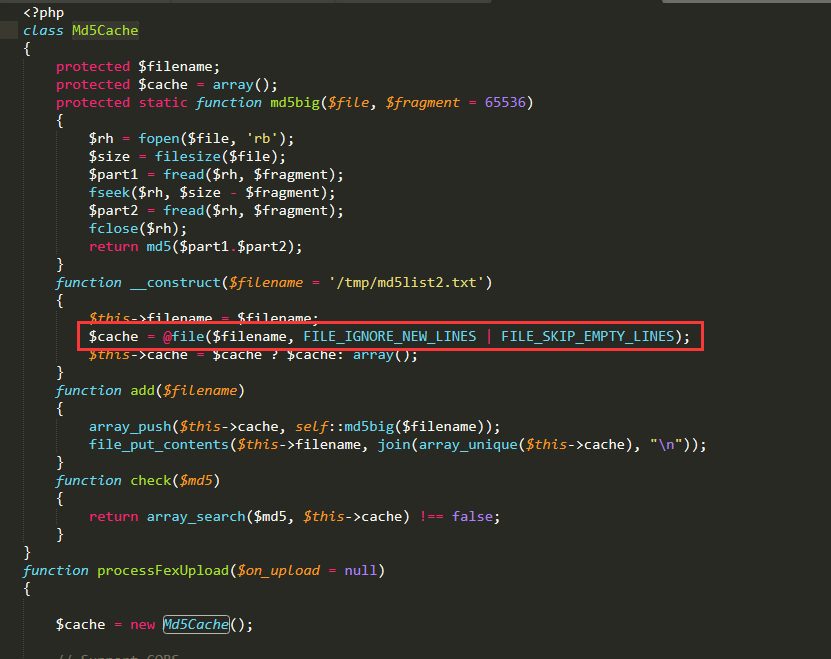 <?php
class Md5Cache
{
    protected $filename;
    protected $cache = array();
    protected static function md5big($file, $fragment = 65536)
    {
        $rh = fopen($file, 'rb');
        $size = filesize($file);
        $part1 = fread($rh, $fragment);
        fseek($rh, $size - $fragment);
        $part2 = fread($rh, $fragment);
        fclose($rh);
        return md5($part1.$part2);
    }
    function __construct($filename = '/tmp/md5list2.txt')
    {
        $this->filename = $filename;
        $cache = @file($filename, FILE_IGNORE_NEW_LINES | FILE_SKIP_EMPTY_LINES);
        $this->cache = $cache ? $cache: array();
    }
    function add($filename)
    {
        array_push($this->cache, self::md5big($filename));
        file_put_contents($this->filename, join(array_unique($this->cache), "\n"));
    }
    function check($md5)
    {
        return array_search($md5, $this->cache) !== false;
    }
}
function processFexUpload($on_upload = null)
{
    $cache = new Md5Cache();
    // Support CORS